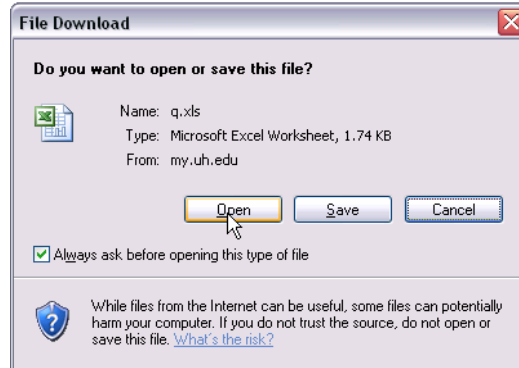 File Download
Do you want to open or save this file?
Name: q.xls
Type: Microsoft Excel Worksheet, 1.74 KB
From: my.uh.edu
Open Save Cancel
Always ask before opening this type of file
While files from the Internet can be useful, some files can potentially
harm your computer. If you do not trust the source, do not open or
save this file. What's the risk?